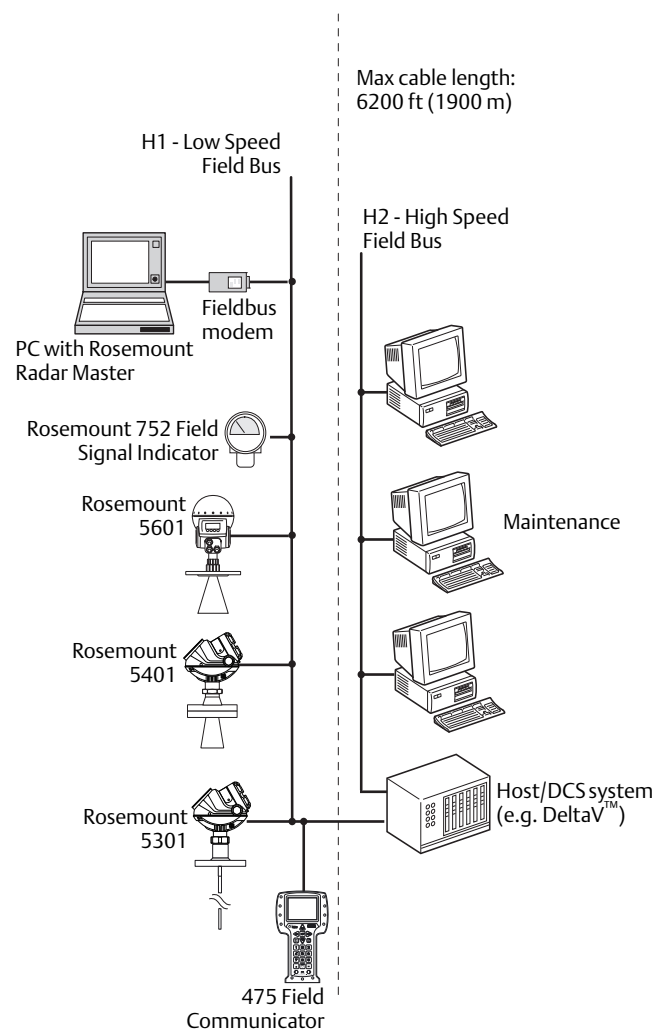 Max cable length:
6200 ft (1900 m)
H1 - Low Speed
Field Bus
H2 - High Speed
Field Bus
Fieldbus
modem
PC with Rosemount
Radar Master
Rosemount 752 Field
Signal Indicator
Rosemount
5601
Maintenance
Rosemount
5401
Rosemount
5301
Host/DCS system
(e.g. DeltaV™)
475 Field
Communicator